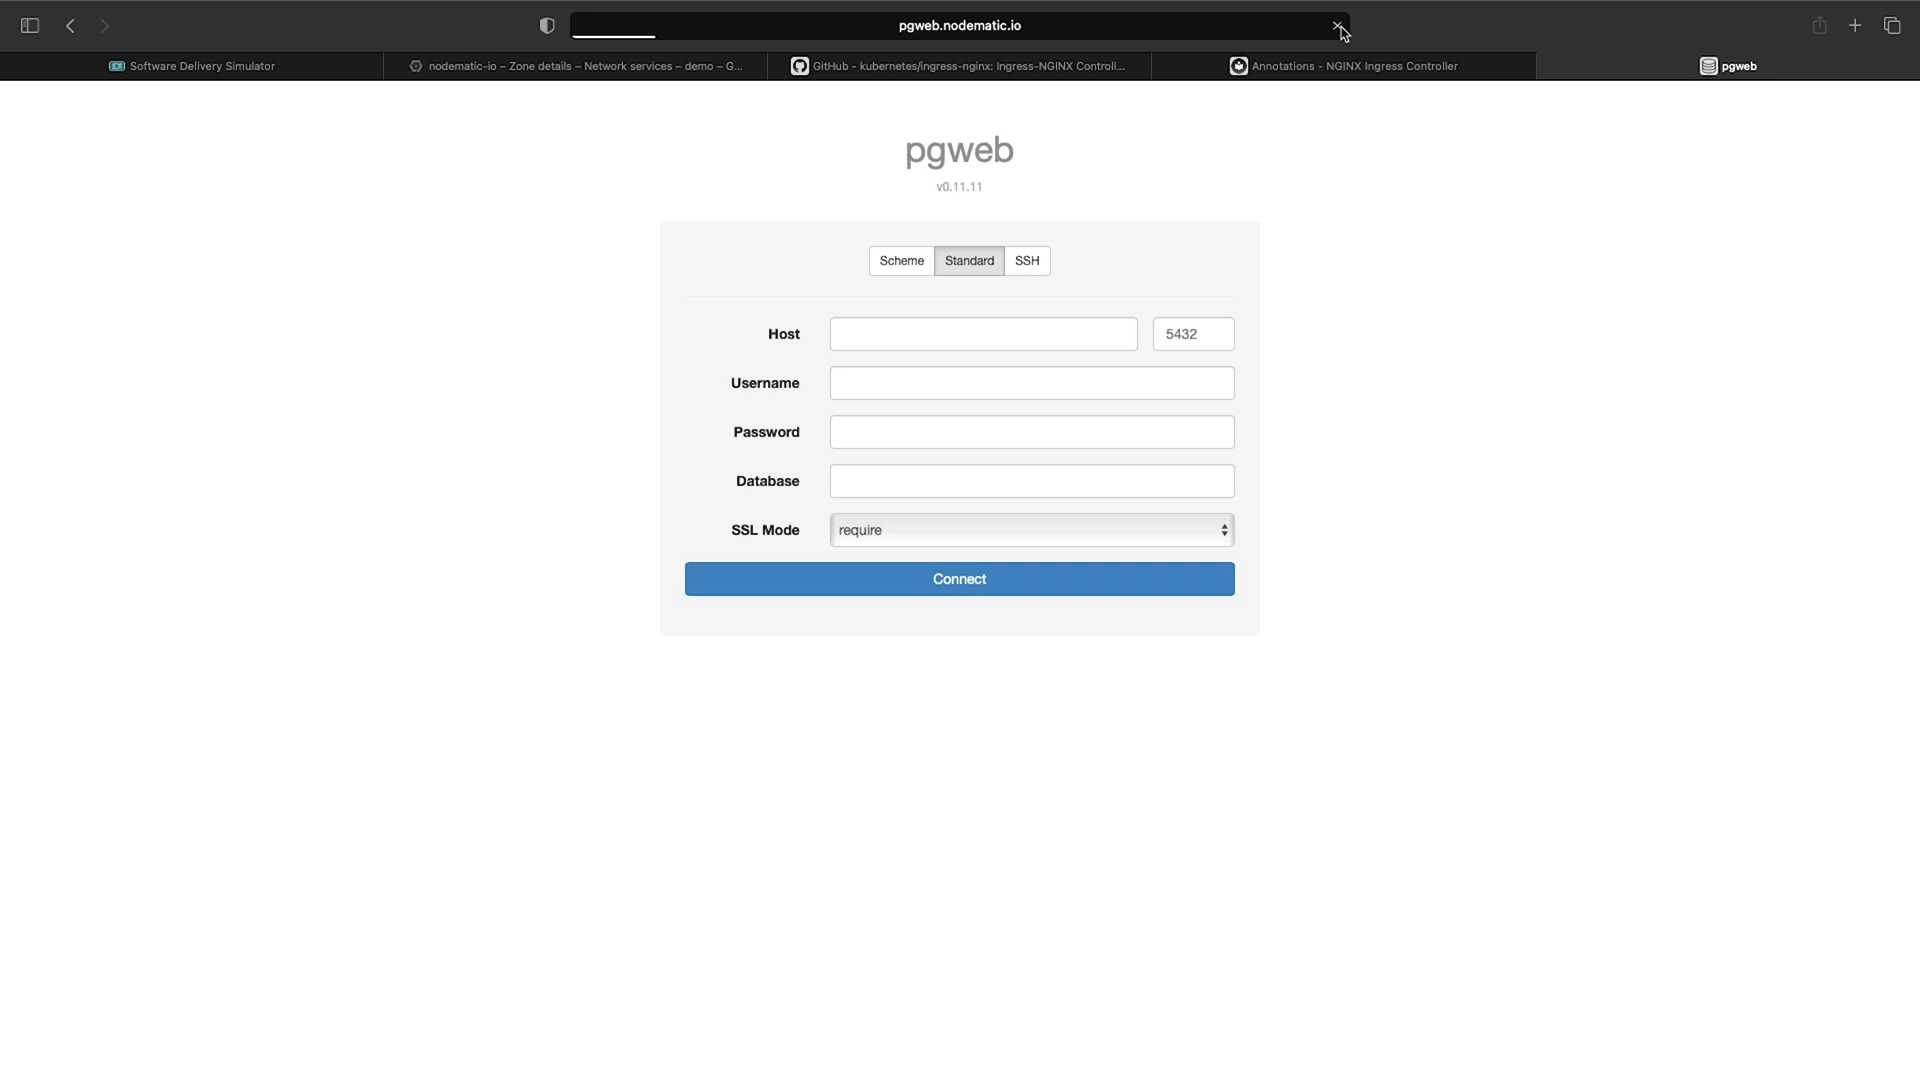 pgweb.nodematic.io
Software Delivery Simulator
nodematic-io – Zone details – Network services – demo – G...
GitHub - kubernetes/ingress-nginx: Ingress-NGINX Controll...
Annotations - NGINX Ingress Controller
pgweb
pgweb
v0.11.11
Scheme Standard SSH
Host 5432
Username
Password
Database
SSL Mode require
Connect